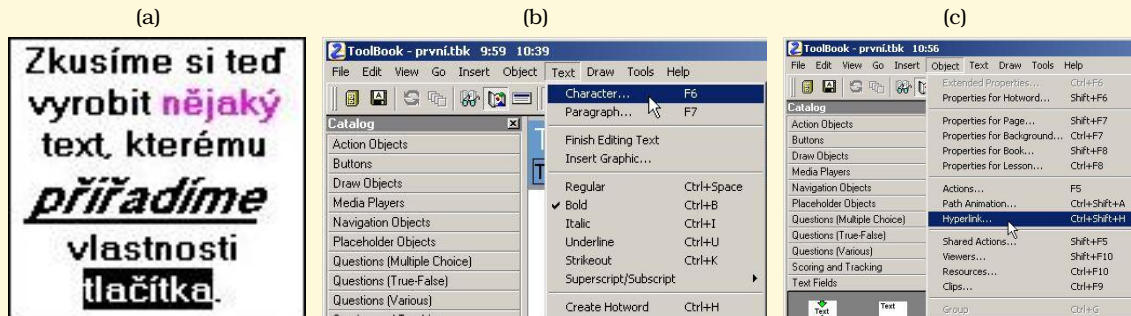 (a)
Zkusíme si teď
vyrobit nějaký
text, kterému
přiřadíme
vlastnosti
tlačítka.
(b)
ToolBook - první.tbk 9:59 10:39
File Edit View Go Insert Object Text Draw Tools Help
Character... F6
Paragraph... F7
Finish Editing Text
Insert Graphic...
Regular Ctrl+Space
Bold Ctrl+B
Italic Ctrl+I
Underline Ctrl+U
Strikeout Ctrl+K
Superscript/Subscript
Create Hotword Ctrl+H
Catalog
Action Objects
Buttons
Draw Objects
Media Players
Navigation Objects
Placeholder Objects
Questions (Multiple Choice)
Questions (True-False)
Questions (Various)
(c)
ToolBook - první.tbk 10:56
File Edit View Go Insert Object Text Draw Tools Help
Extended Properties... Ctrl+F6
Properties for Hotword... Shift+F6
Properties for Page... Shift+F7
Properties for Background... Ctrl+F7
Properties for Book... Shift+F8
Properties for Lesson... Ctrl+F8
Actions... F5
Path Animation... Ctrl+Shift+A
Hyperlink... Ctrl+Shift+H
Shared Actions... Shift+F5
Viewers... Shift+F10
Resources... Ctrl+F10
Clips... Ctrl+F9
Group Ctrl+G
Catalog
Action Objects
Buttons
Draw Objects
Media Players
Navigation Objects
Placeholder Objects
Questions (Multiple Choice)
Questions (True-False)
Questions (Various)
Scoring and Tracking
Text Fields
Text Text